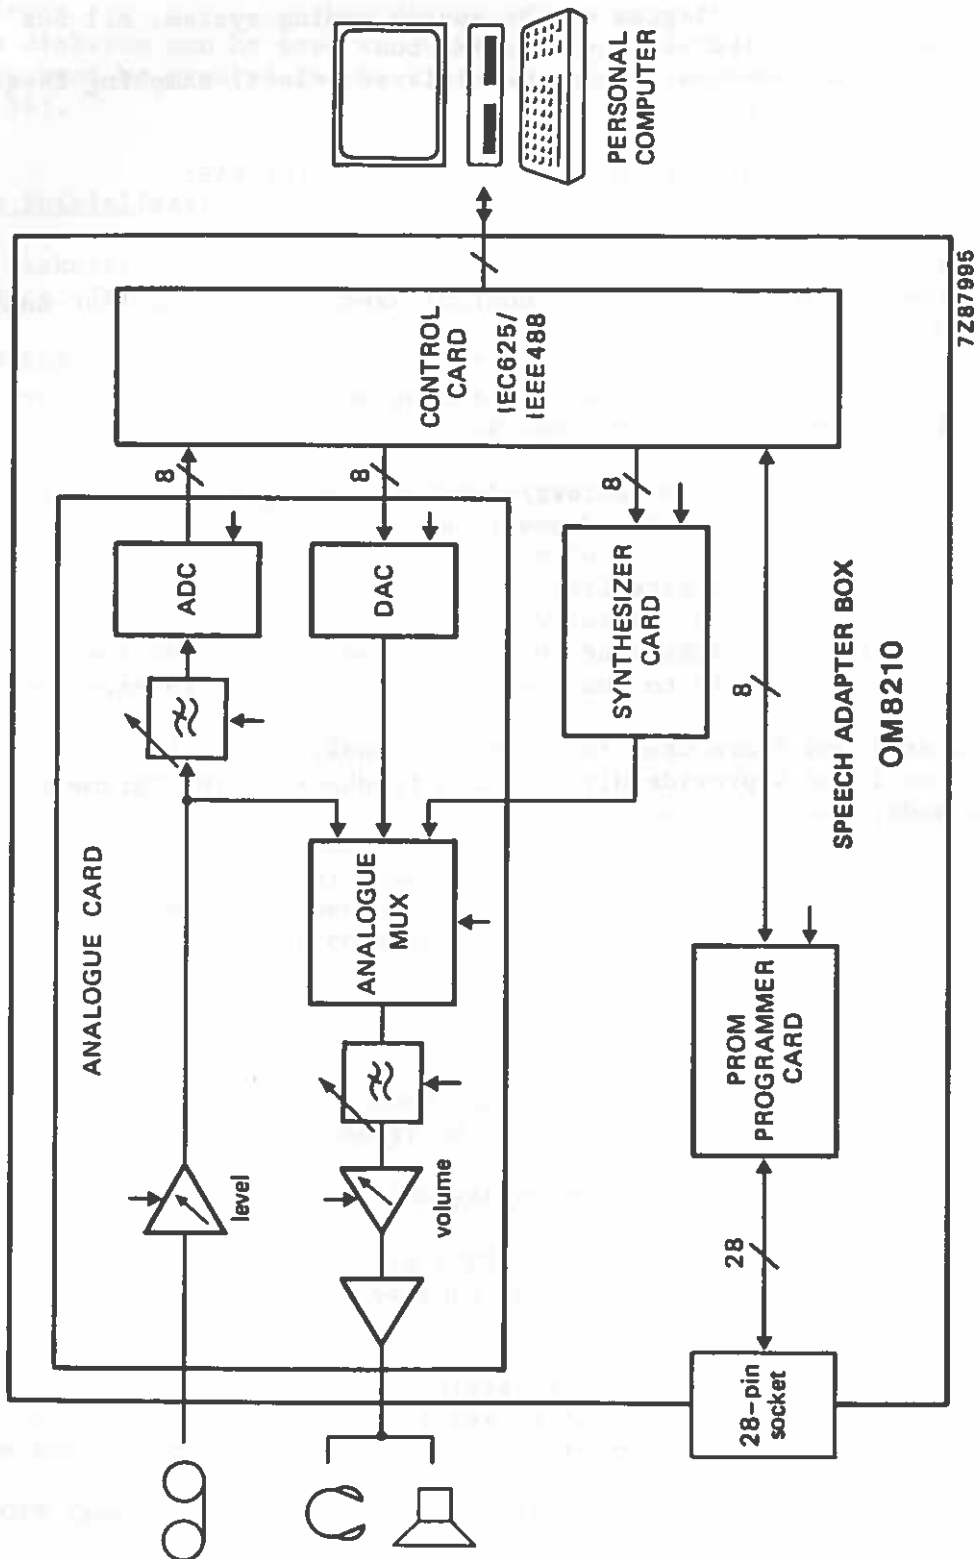 PERSONAL
COMPUTER
CONTROL
CARD
IEC625/
IEEE488
7Z87995
ANALOGUE CARD
level
ADC
8
DAC
8
ANALOGUE
MUX
volume
SYNTHESIZER
CARD
8
PROM
PROGRAMMER
CARD
8
28
28-pin
socket
SPEECH ADAPTER BOX
OM8210